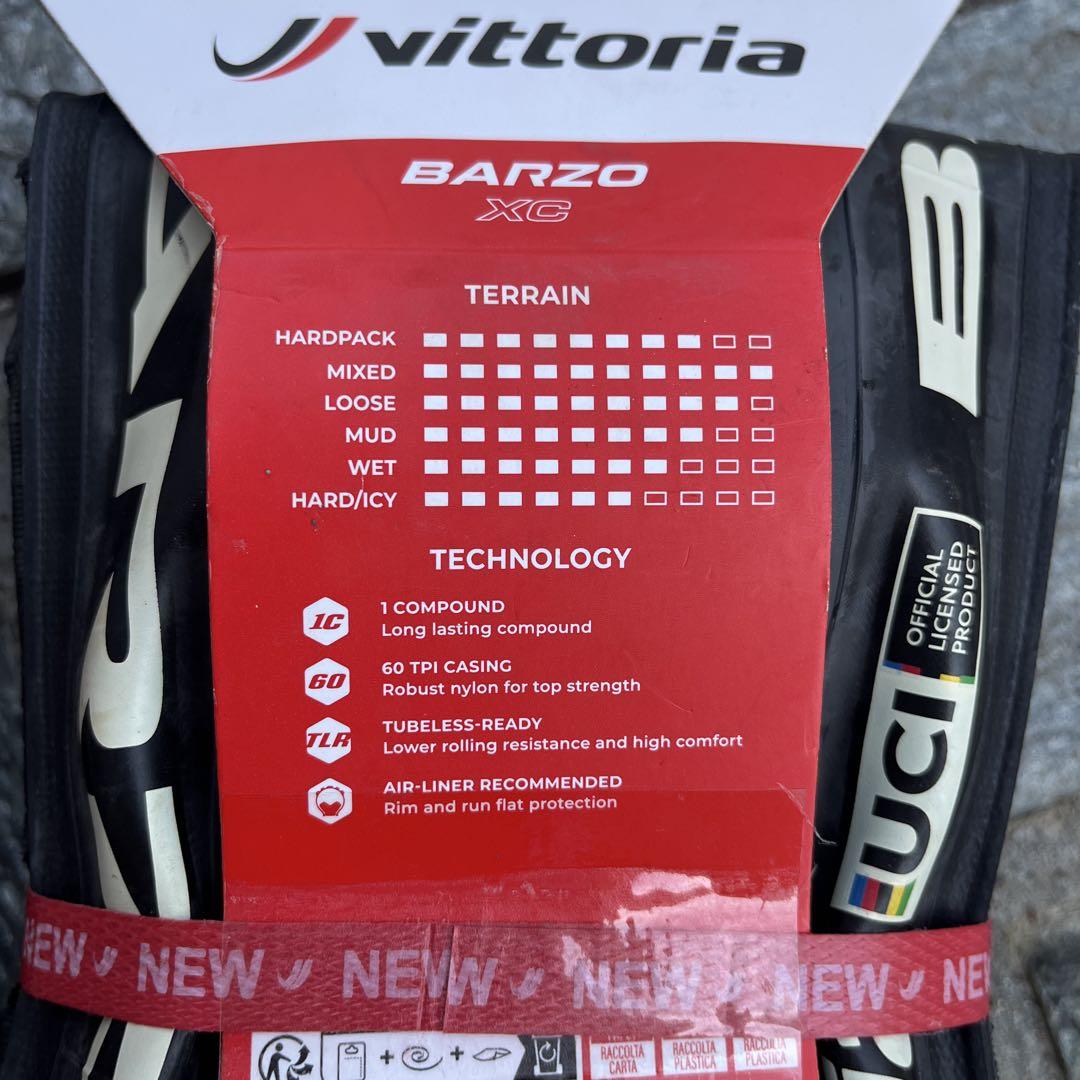 vittoria
BARZO
XC
TERRAIN
HARDPACK
MIXED
LOOSE
MUD
WET
HARD/ICY
TECHNOLOGY
1C
1 COMPOUND
Long lasting compound
60
60 TPI CASING
Robust nylon for top strength
TLR
TUBELESS-READY
Lower rolling resistance and high comfort
AIR-LINER RECOMMENDED
Rim and run flat protection
B
OFFICIAL
LICENSED
PRODUCT
UCI
NEW NEW NEW NEW NEW NEW
RACCOLTA
CARTA
RACCOLTA
PLASTICA
RACCOLTA
PLASTICA